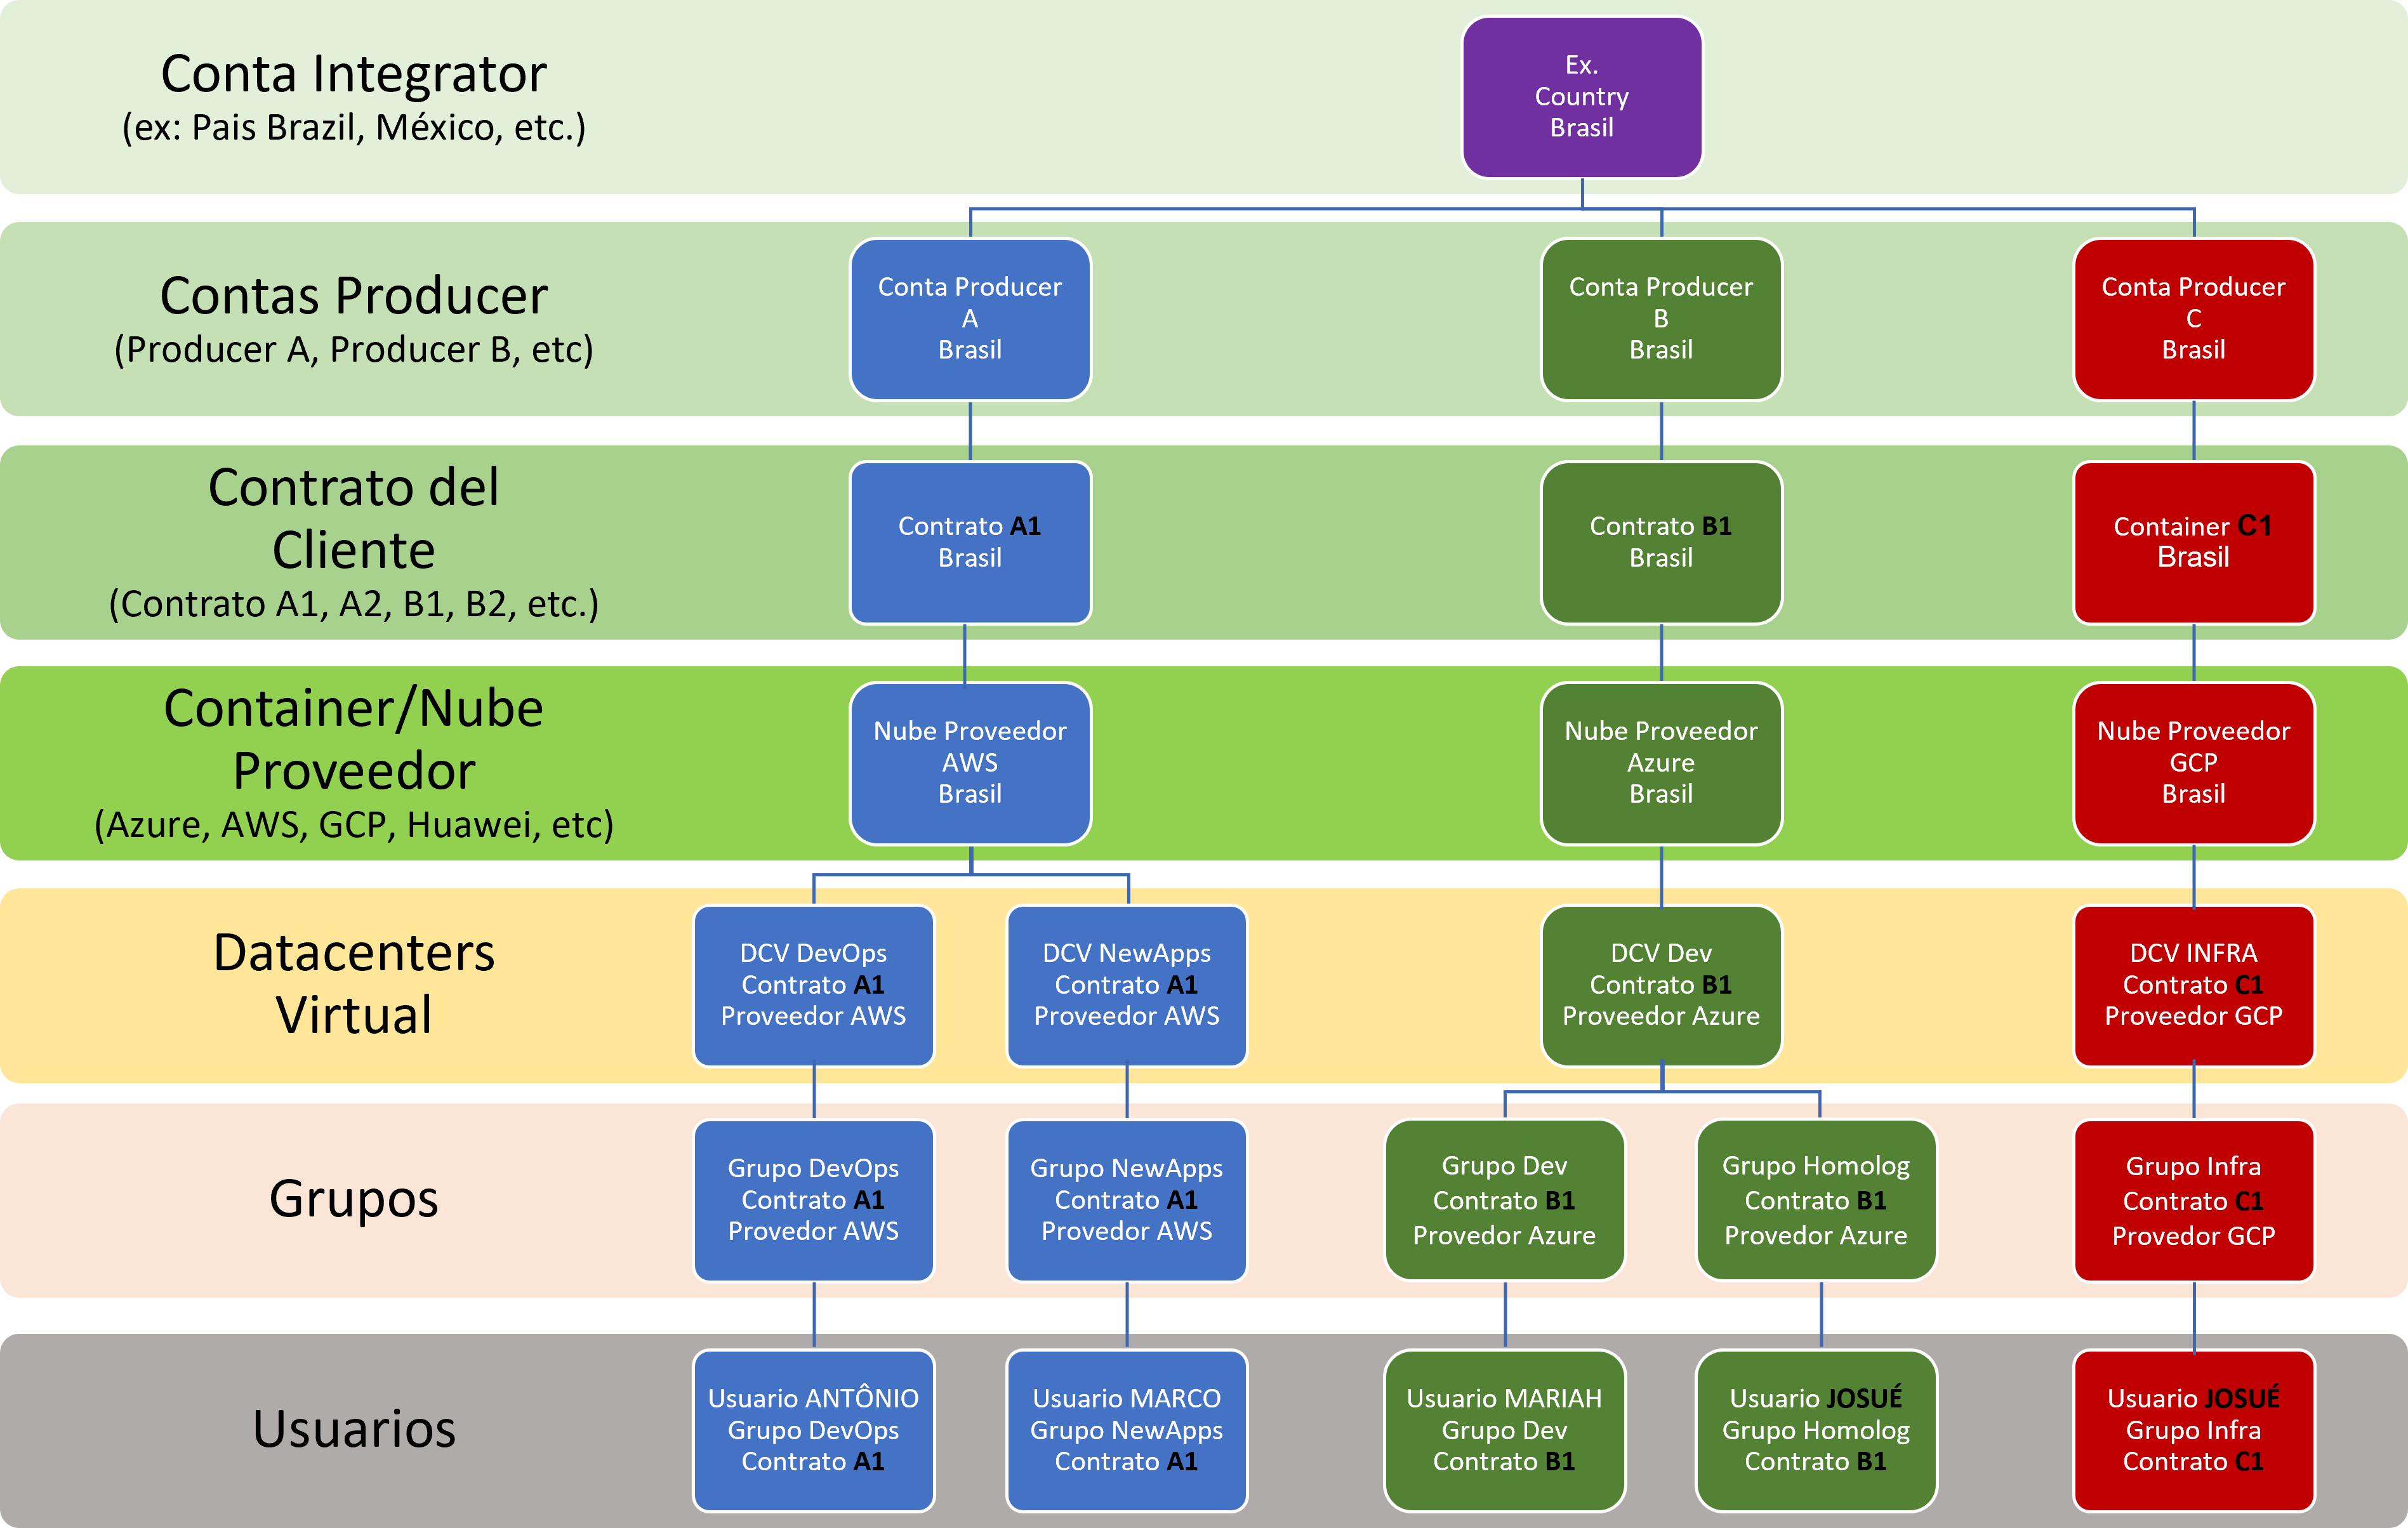 Conta Integrator
(ex: Pais Brazil, México, etc.)
Ex.
Country
Brasil
Contas Producer
(Producer A, Producer B, etc)
Conta Producer
A
Brasil
Conta Producer
B
Brasil
Conta Producer
C
Brasil
Contrato del
Cliente
(Contrato A1, A2, B1, B2, etc.)
Contrato A1
Brasil
Contrato B1
Brasil
Container C1
Brasil
Container/Nube
Proveedor
(Azure, AWS, GCP, Huawei, etc)
Nube Proveedor
AWS
Brasil
Nube Proveedor
Azure
Brasil
Nube Proveedor
GCP
Brasil
Datacenters
Virtual
DCV DevOps
Contrato A1
Proveedor AWS
DCV NewApps
Contrato A1
Proveedor AWS
DCV Dev
Contrato B1
Proveedor Azure
DCV INFRA
Contrato C1
Proveedor GCP
Grupos
Grupo DevOps
Contrato A1
Provedor AWS
Grupo NewApps
Contrato A1
Provedor AWS
Grupo Dev
Contrato B1
Provedor Azure
Grupo Homolog
Contrato B1
Provedor Azure
Grupo Infra
Contrato C1
Provedor GCP
Usuarios
Usuario ANTÔNIO
Grupo DevOps
Contrato A1
Usuario MARCO
Grupo NewApps
Contrato A1
Usuario MARIAH
Grupo Dev
Contrato B1
Usuario JOSUÉ
Grupo Homolog
Contrato B1
Usuario JOSUÉ
Grupo Infra
Contrato C1